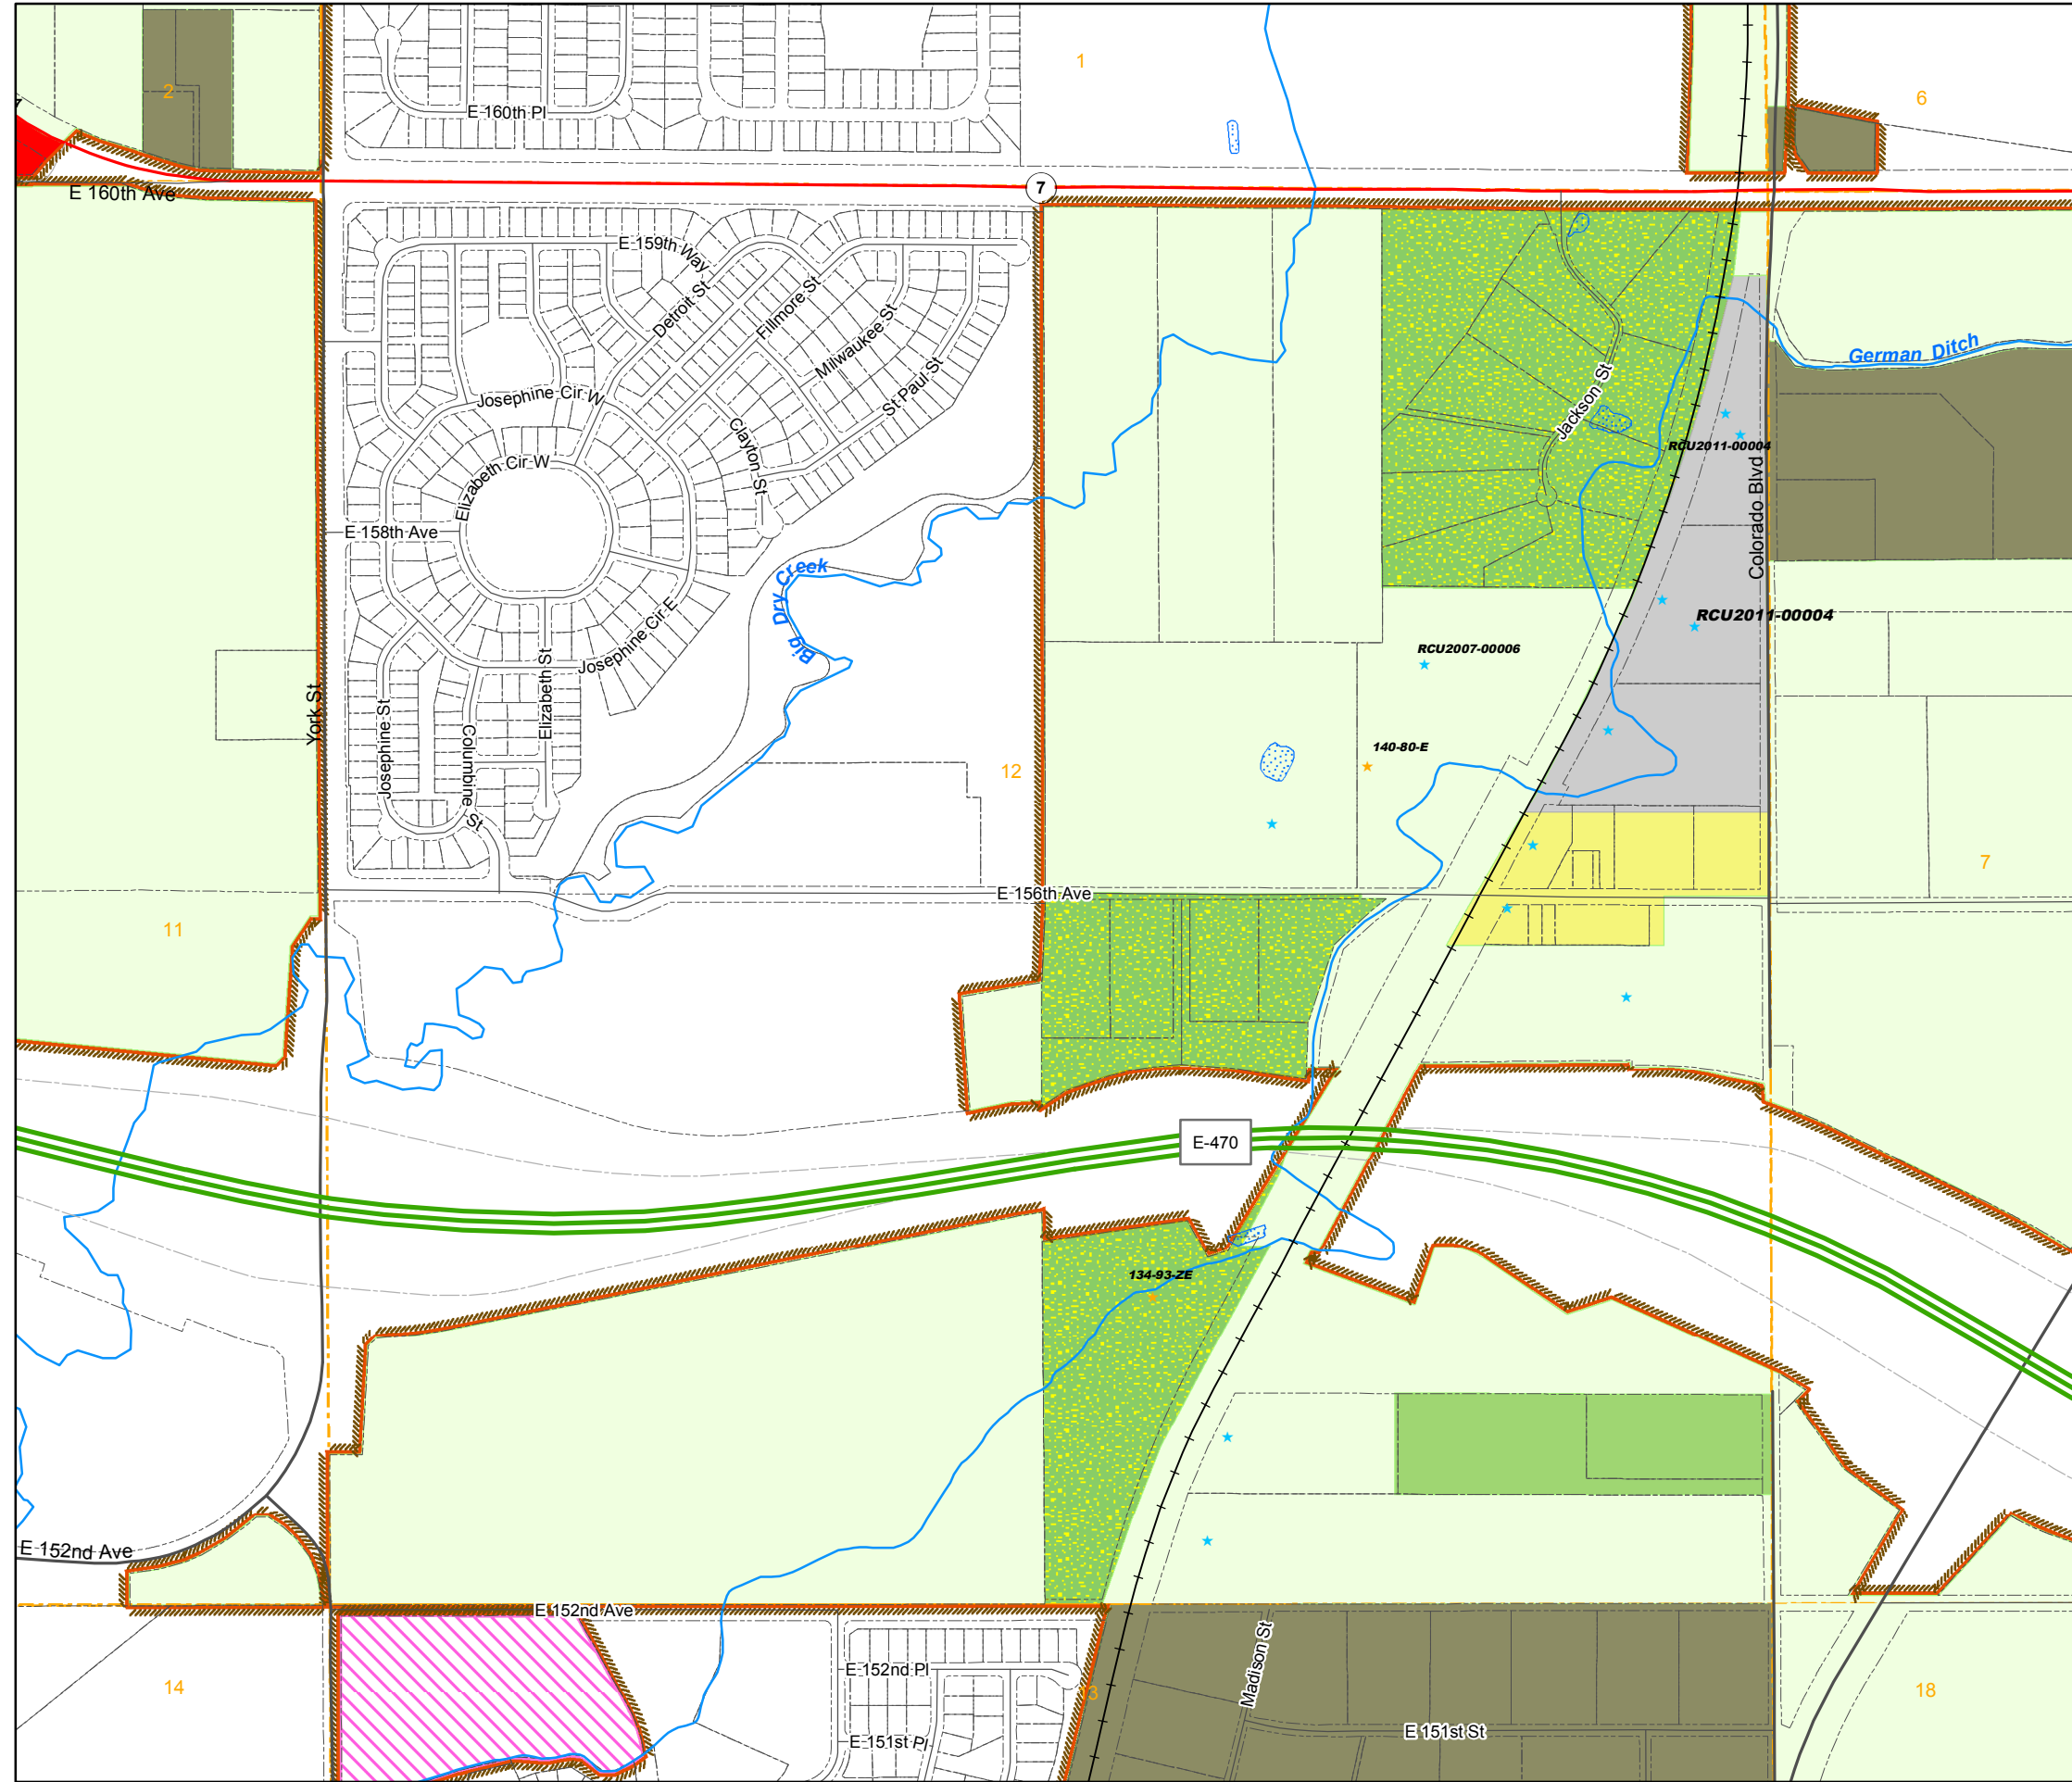 1
2
6
E 160th Pl
7
E 160th Ave
7
E 159th Way
Detroit St
Fillmore St
Milwaukee St
St Paul St
German Ditch
Josephine Cir W
Jackson St
Clayton St
RCU2011-00004
Elizabeth Cir W
Colorado Blvd
E 158th Ave
Big Dry Creek
Josephine Cir E
RCU2011-00004
RCU2007-00006
Elizabeth St
York St
Josephine St
Columbine St
140-80-E
12
7
E 156th Ave
11
E-470
134-93-ZE
E 152nd Ave
E 152nd Ave
E 152nd Pl
Madison St
14
13
18
E 151st St
E 151st Pl